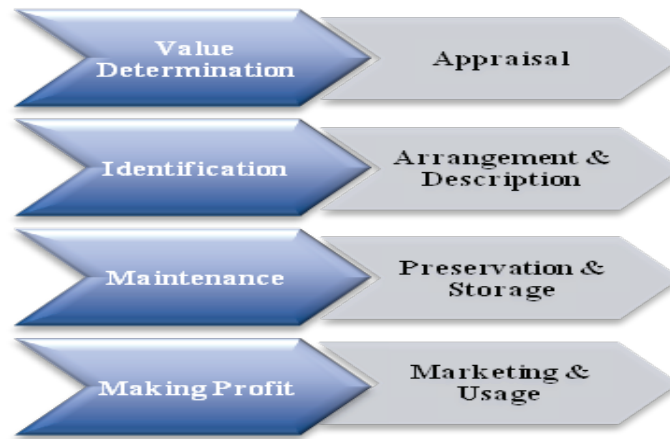 Value
Determination
Appraisal
Identification
Arrangement &
Description
Maintenance
Preservation &
Storage
Making Profit
Marketing &
Usage